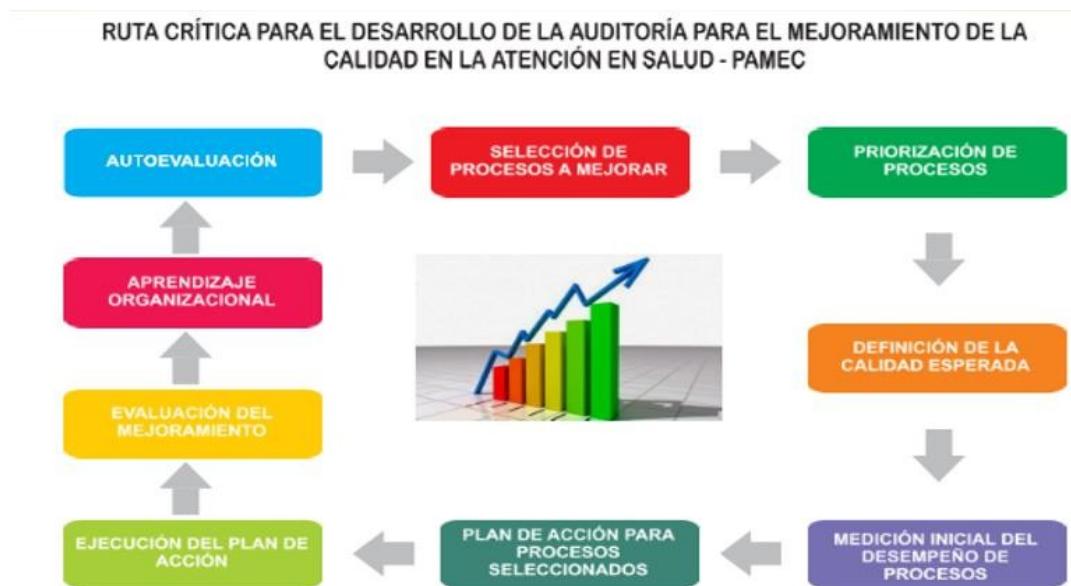 RUTA CRÍTICA PARA EL DESARROLLO DE LA AUDITORÍA PARA EL MEJORAMIENTO DE LA
CALIDAD EN LA ATENCIÓN EN SALUD - PAMEC
AUTOEVALUACIÓN
SELECCIÓN DE
PROCESOS A MEJORAR
PRIORIZACIÓN DE
PROCESOS
DEFINICIÓN DE LA
CALIDAD ESPERADA
MEDICIÓN INICIAL DEL
DESEMPEÑO DE
PROCESOS
PLAN DE ACCIÓN PARA
PROCESOS
SELECCIONADOS
EJECUCIÓN DEL PLAN DE
ACCIÓN
EVALUACIÓN DEL
MEJORAMIENTO
APRENDIZAJE
ORGANIZACIONAL